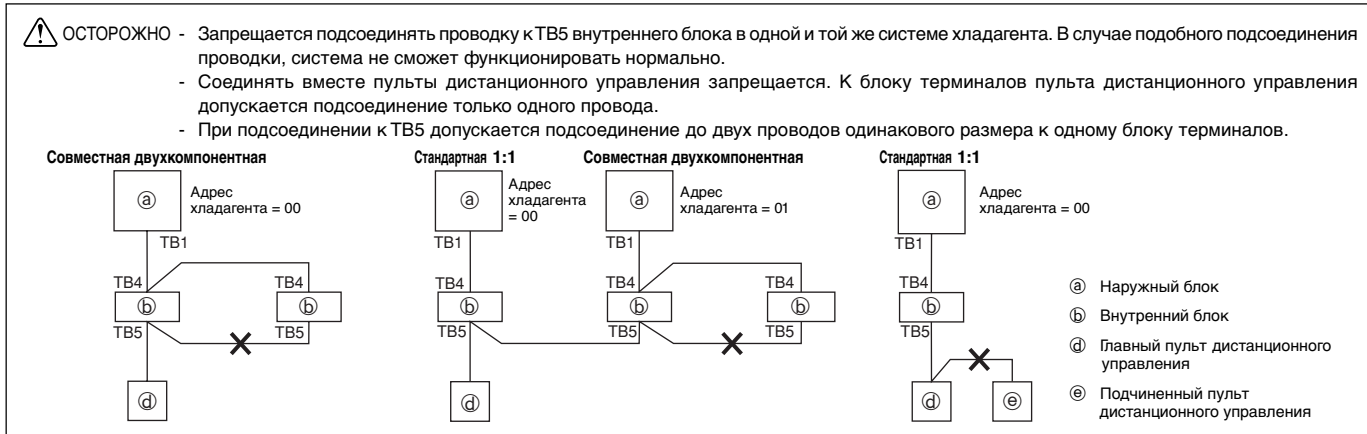 ОСТОРОЖНО - Запрещается подсоединять проводку к TB5 внутреннего блока в одной и той же системе хладагента. В случае подобного подсоединения
проводки, система не сможет функционировать нормально.
- Соединять вместе пульты дистанционного управления запрещается. К блоку терминалов пульта дистанционного управления
допускается подсоединение только одного провода.
- При подсоединении к TB5 допускается подсоединение до двух проводов одинакового размера к одному блоку терминалов.
Совместная двухкомпонентная
ⓐ
Адрес
хладагента = 00
TB1
TB4
TB4
ⓑ
ⓑ
TB5
TB5
ⓓ
Стандартная 1:1
Совместная двухкомпонентная
ⓐ
Адрес
хладагента
= 00
ⓐ
Адрес
хладагента = 01
TB1
TB1
TB4
TB4
TB4
ⓑ
ⓑ
ⓑ
TB5
TB5
TB5
ⓓ
Стандартная 1:1
ⓐ
Адрес
хладагента = 00
TB1
TB4
ⓑ
TB5
ⓓ
ⓔ
ⓐ Наружный блок
ⓑ Внутренний блок
ⓓ Главный пульт дистанционного
управления
ⓔ Подчиненный пульт
дистанционного управления